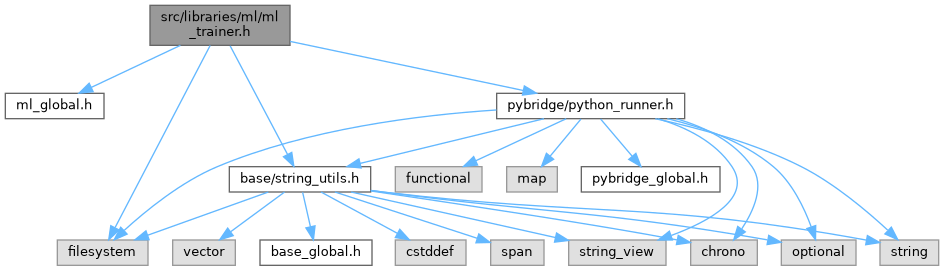 src/libraries/ml/ml
_trainer.h
ml_global.h
pybridge/python_runner.h
base/string_utils.h
functional
map
pybridge_global.h
filesystem
vector
base_global.h
cstddef
span
string_view
chrono
optional
string